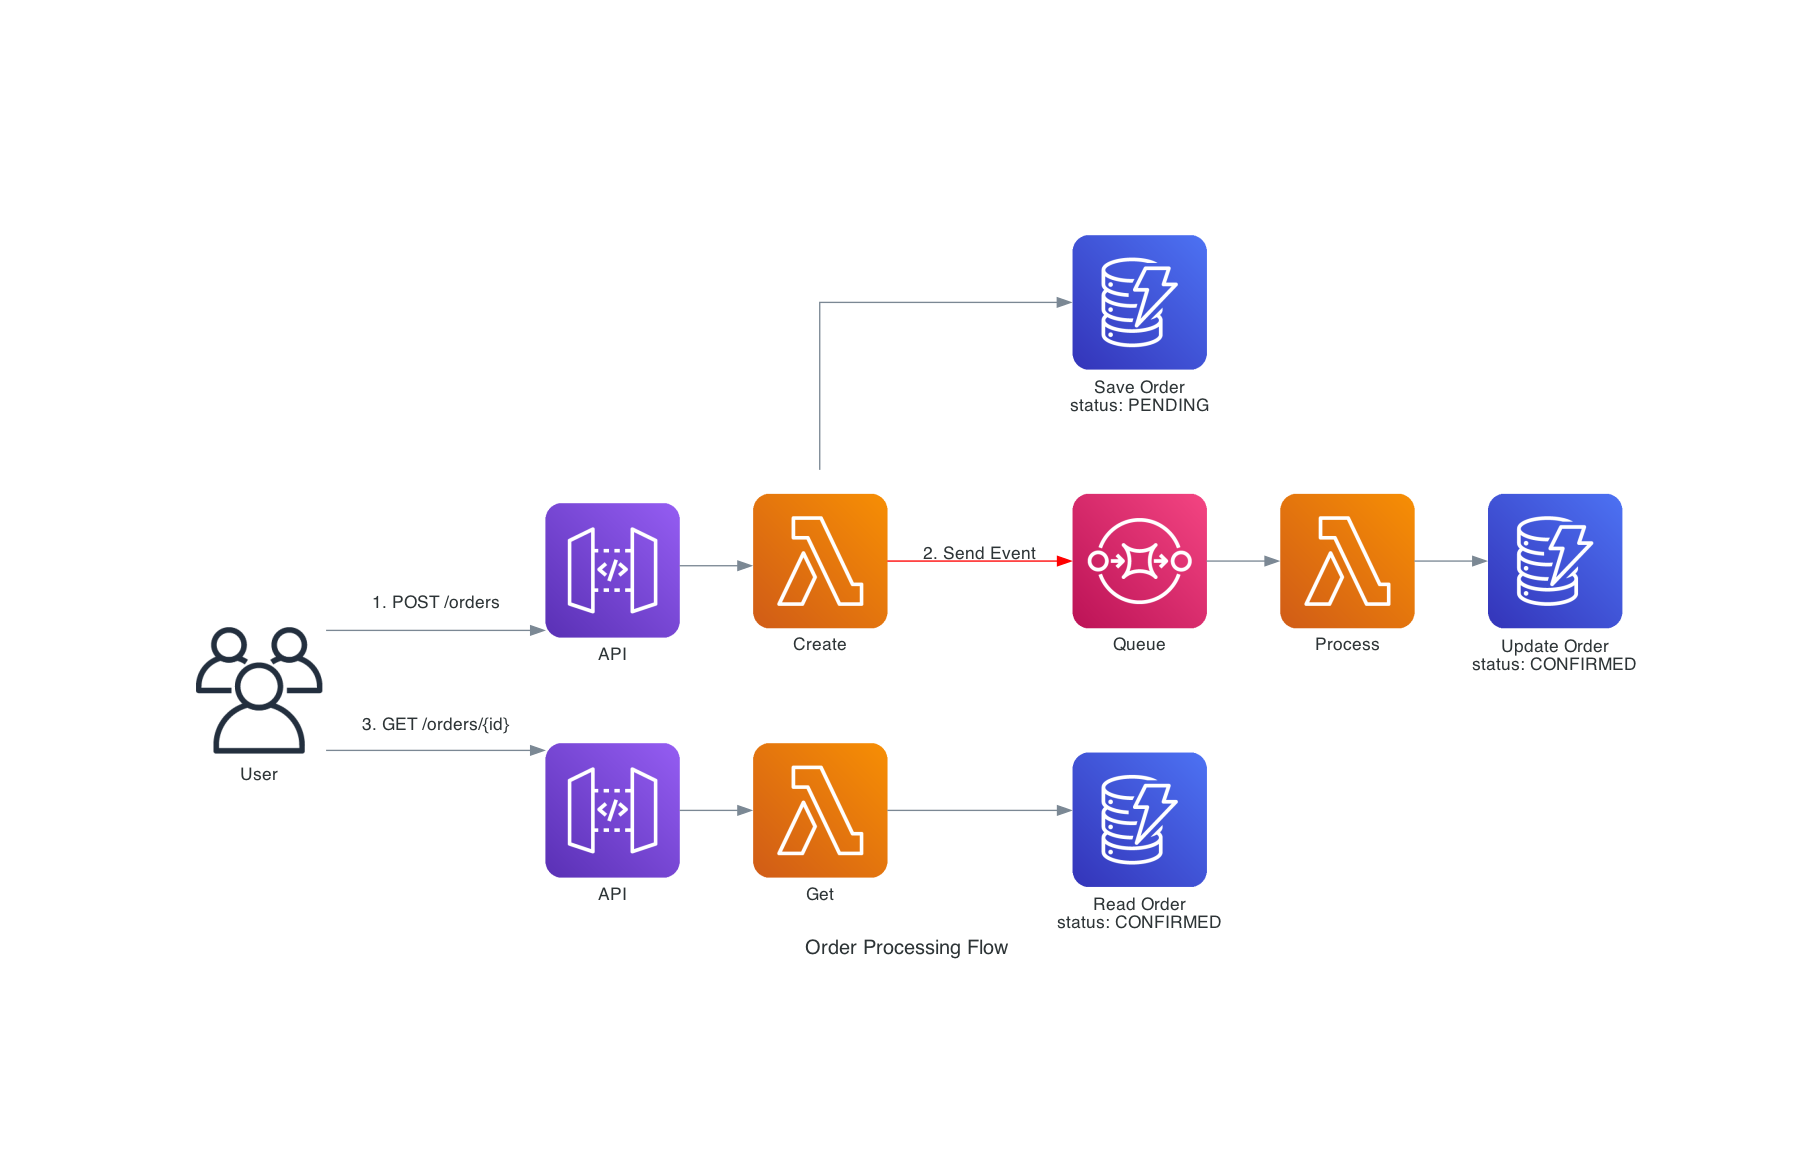 Save Order
status: PENDING
1. POST /orders
API
Create
2. Send Event
Queue
Process
Update Order
status: CONFIRMED
User
3. GET /orders/{id}
API
Get
Read Order
status: CONFIRMED
Order Processing Flow